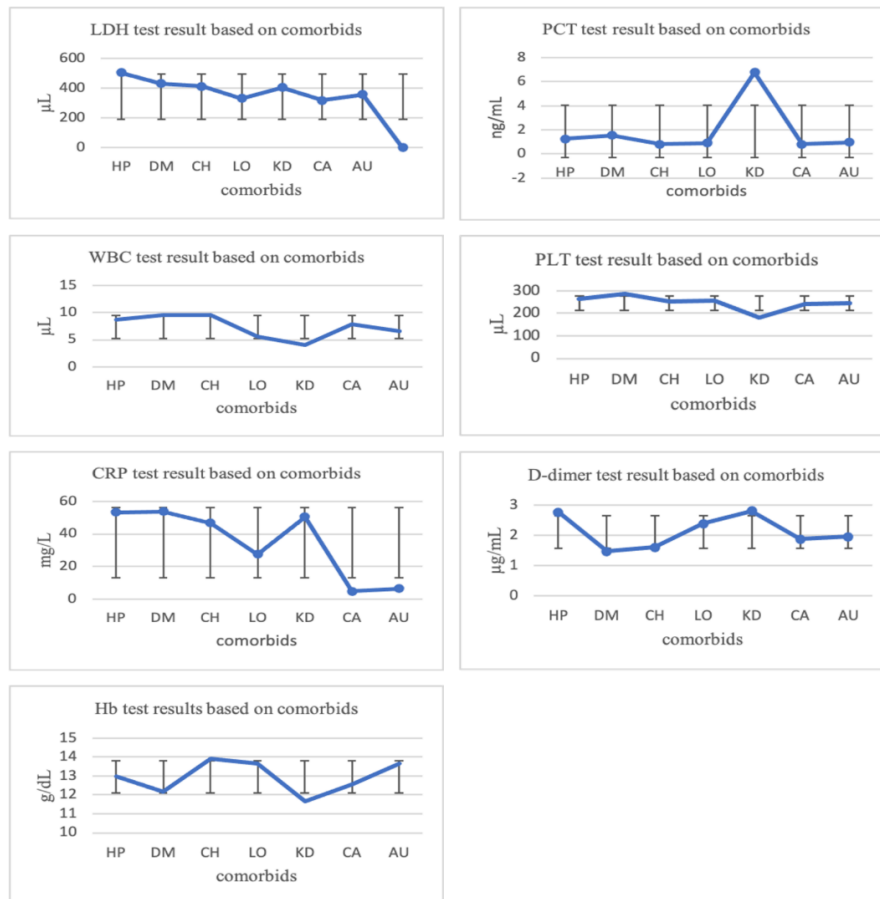 LDH test result based on comorbids
600
400
200
0
µL
HP DM CH LO KD CA AU
comorbids
PCT test result based on comorbids
8
6
4
2
0
-2
ng/mL
HP DM CH LO KD CA AU
comorbids
WBC test result based on comorbids
15
10
5
0
µL
HP DM CH LO KD CA AU
comorbids
PLT test result based on comorbids
300
200
100
0
µL
HP DM CH LO KD CA AU
comorbids
CRP test result based on comorbids
60
40
20
0
mg/L
HP DM CH LO KD CA AU
comorbids
D-dimer test result based on comorbids
3
2
1
0
µg/mL
HP DM CH LO KD CA AU
comorbids
Hb test results based on comorbids
15
14
13
12
11
10
g/dL
HP DM CH LO KD CA AU
comorbids